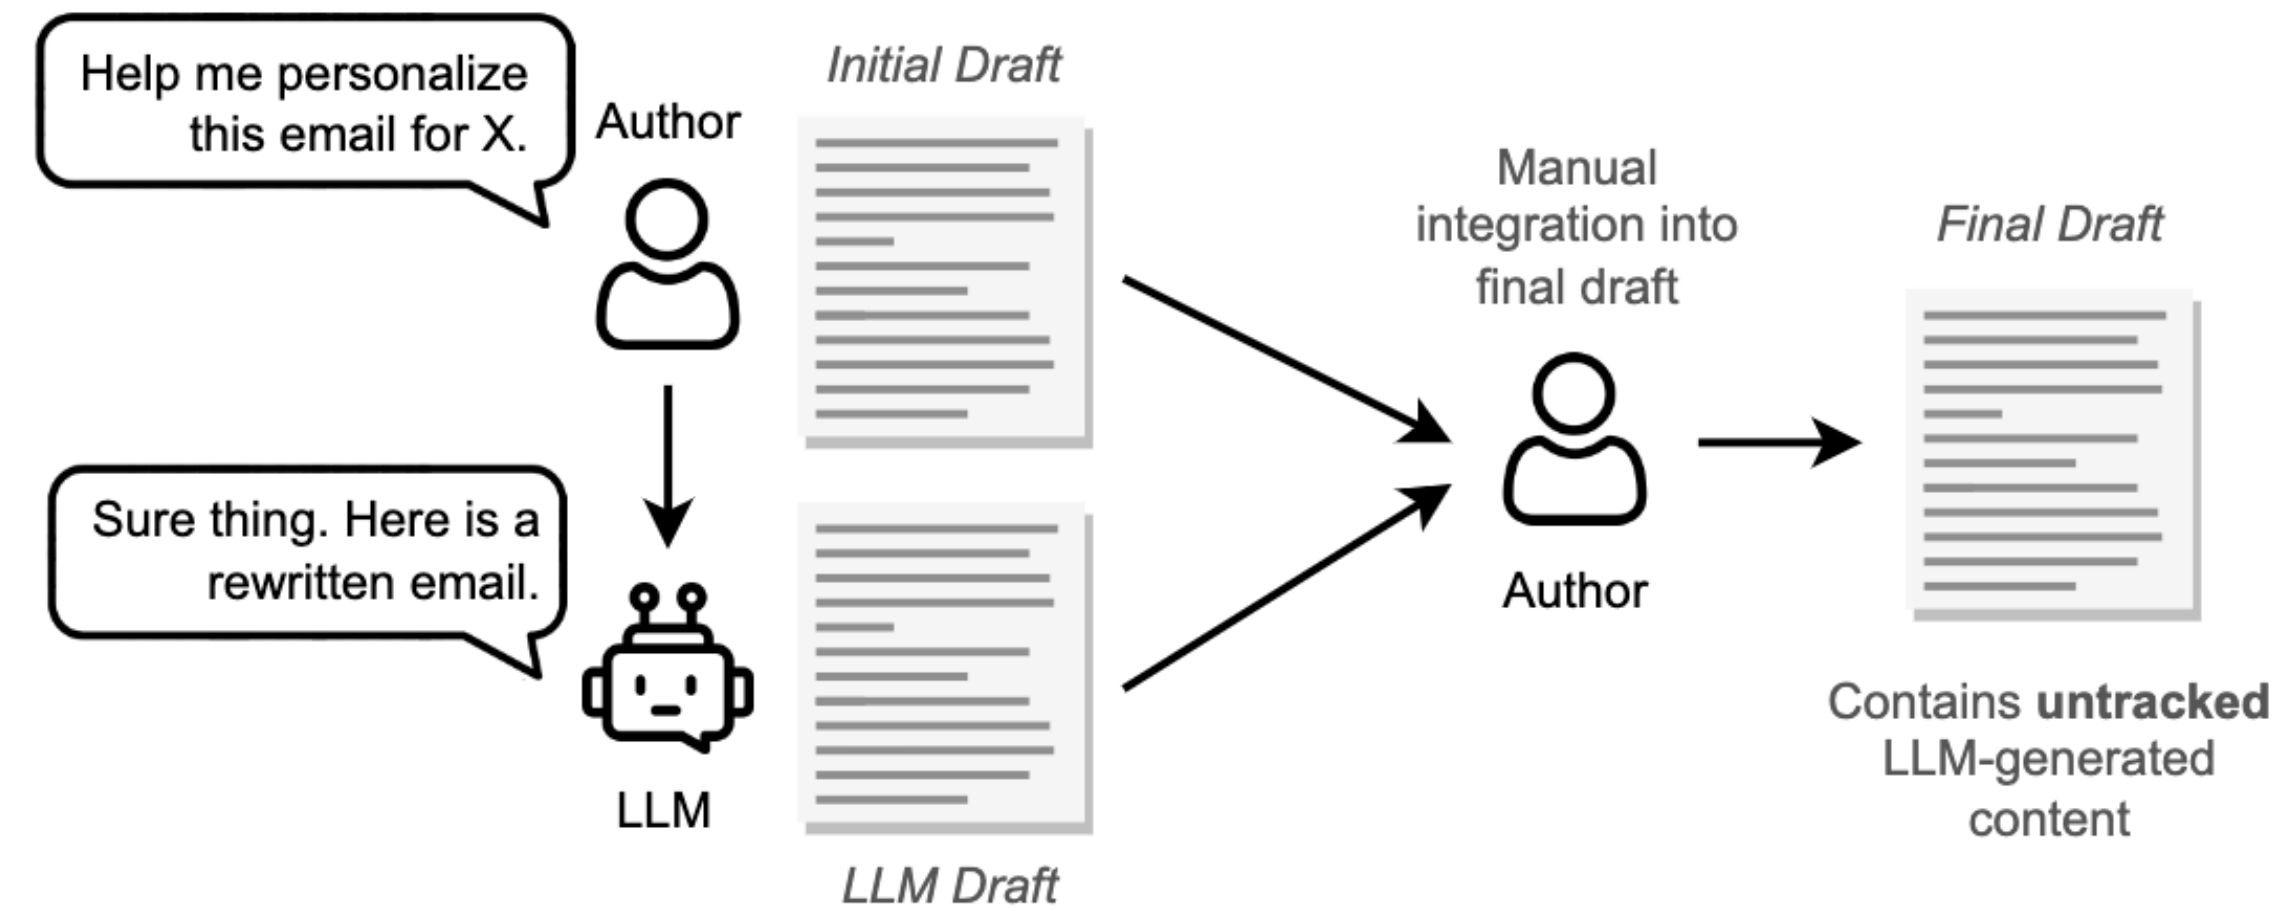 Help me personalize
this email for X.
Author
Initial Draft
Sure thing. Here is a
rewritten email.
LLM
LLM Draft
Manual
integration into
final draft
Author
Final Draft
Contains untracked
LLM-generated
content